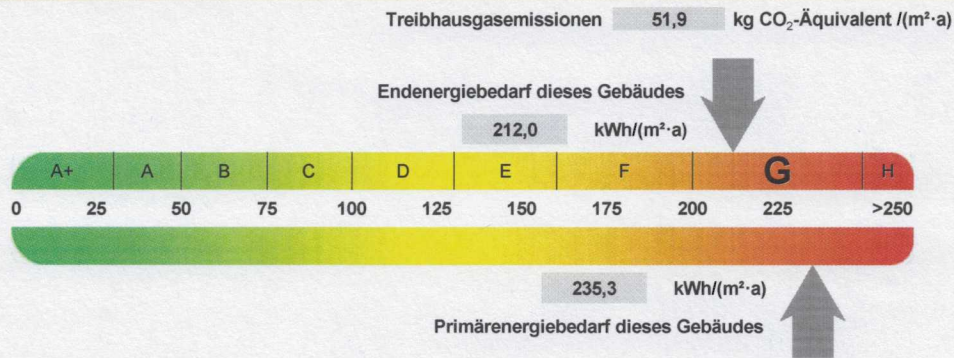 Treibhausgasemissionen 51,9 kg CO₂-Äquivalent /(m²·a)
Endenergiebedarf dieses Gebäudes
212,0 kWh/(m²·a)
A+ A B C D E F G H
0 25 50 75 100 125 150 175 200 225 >250
235,3 kWh/(m²·a)
Primärenergiebedarf dieses Gebäudes